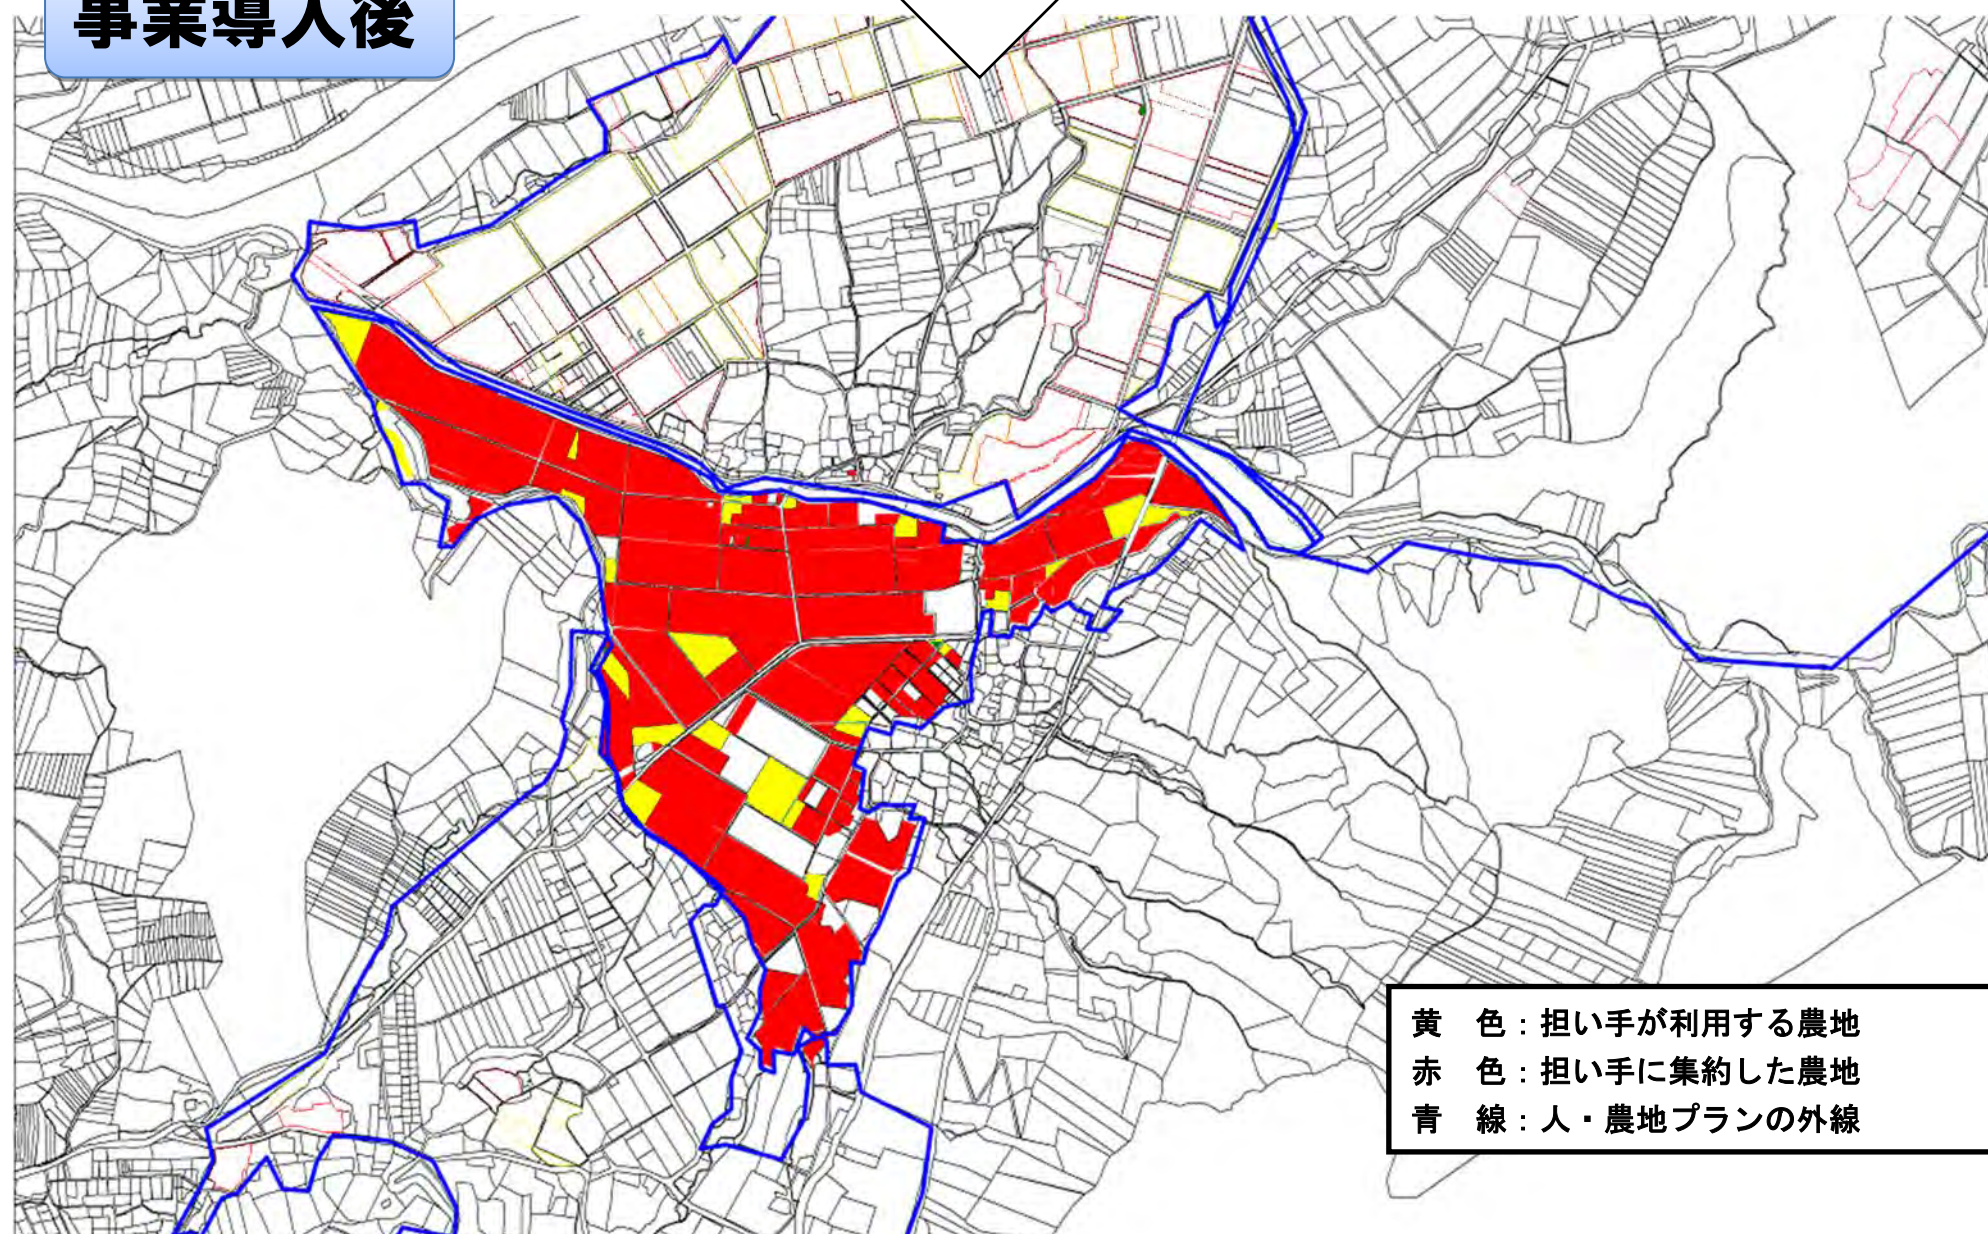 事業導入後
黄　色：担い手が利用する農地
赤　色：担い手に集約した農地
青　線：人・農地プランの外線